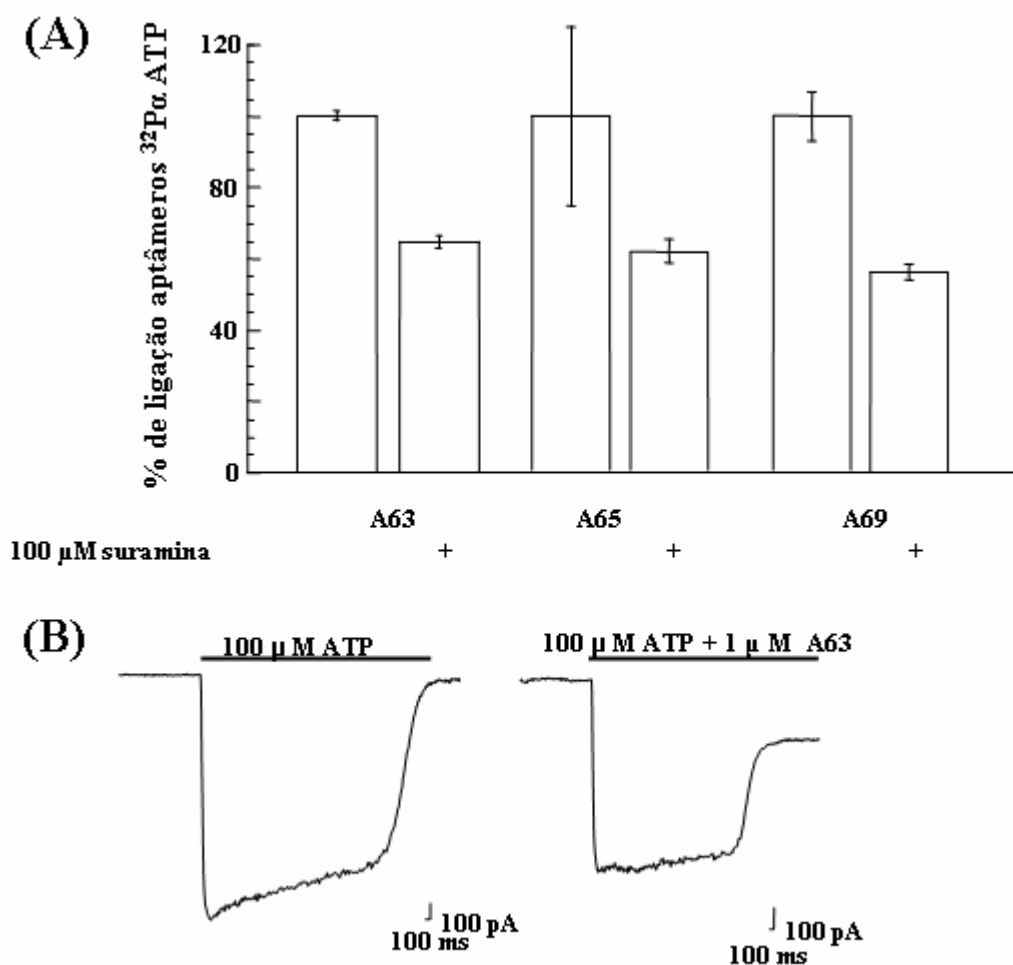 (A)
% de ligação aptâmeros ³²Pα ATP
120
80
40
0
A63 A65 A69
100 µM suramina + + +
(B)
100 µ M ATP
100 µ M ATP + 1 µ M A63
100 pA
100 ms
100 pA
100 ms